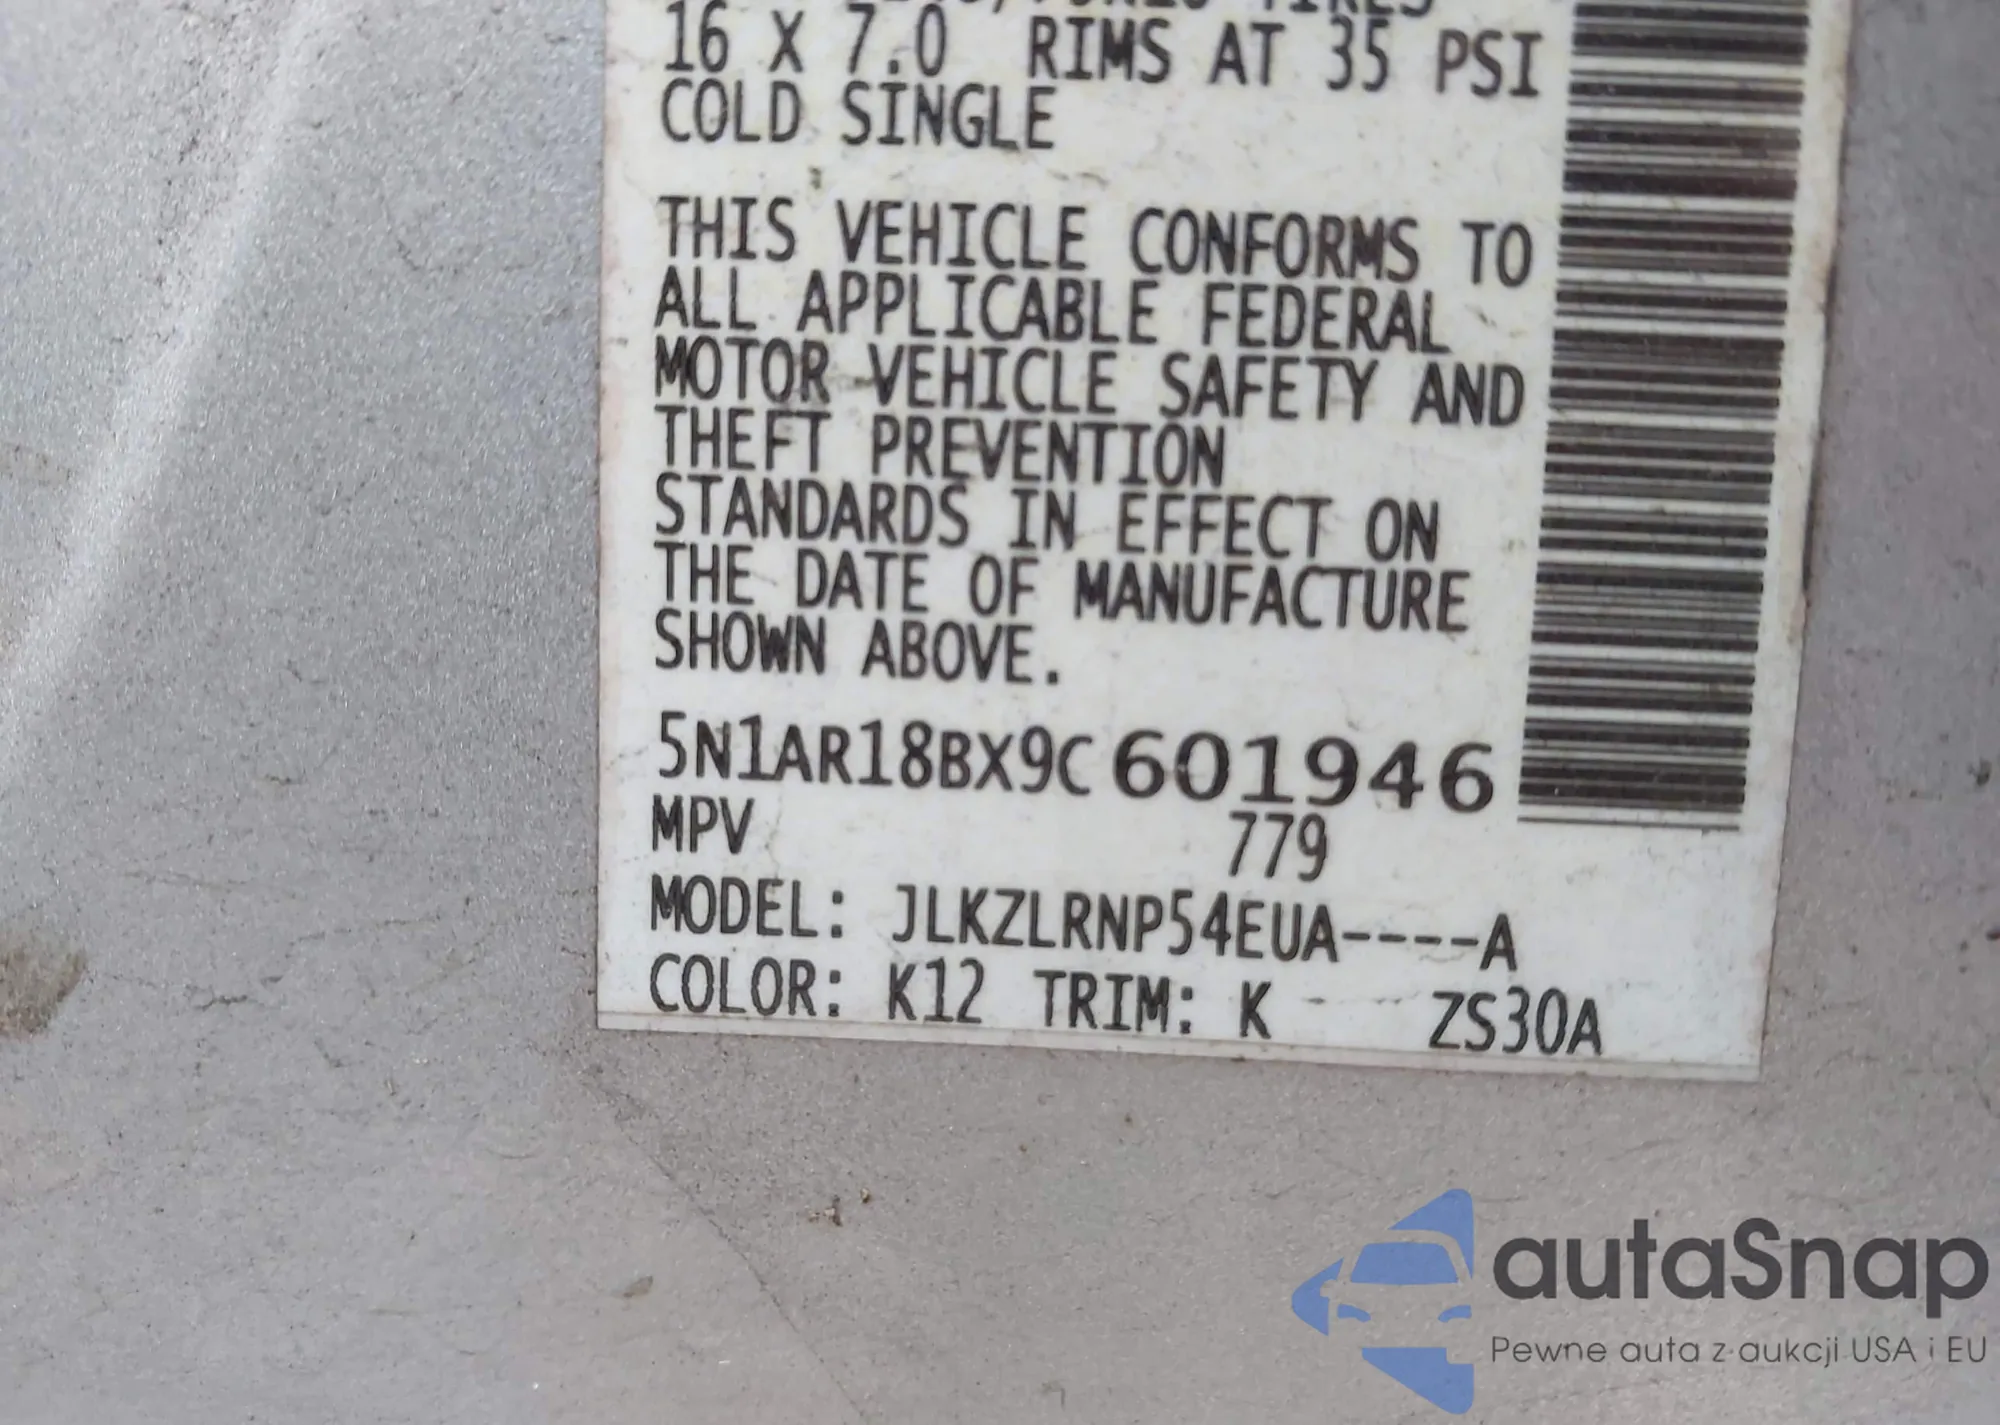 TIRES
16 X 7.0 RIMS AT 35 PSI
COLD SINGLE
THIS VEHICLE CONFORMS TO
ALL APPLICABLE FEDERAL
MOTOR VEHICLE SAFETY AND
THEFT PREVENTION
STANDARDS IN EFFECT ON
THE DATE OF MANUFACTURE
SHOWN ABOVE.
5N1AR18BX9C601946
MPV 779
MODEL: JLKZLRNP54EUA----A
COLOR: K12 TRIM: K ZS30A
autaSnap
Pewne auta z aukcji USA i EU